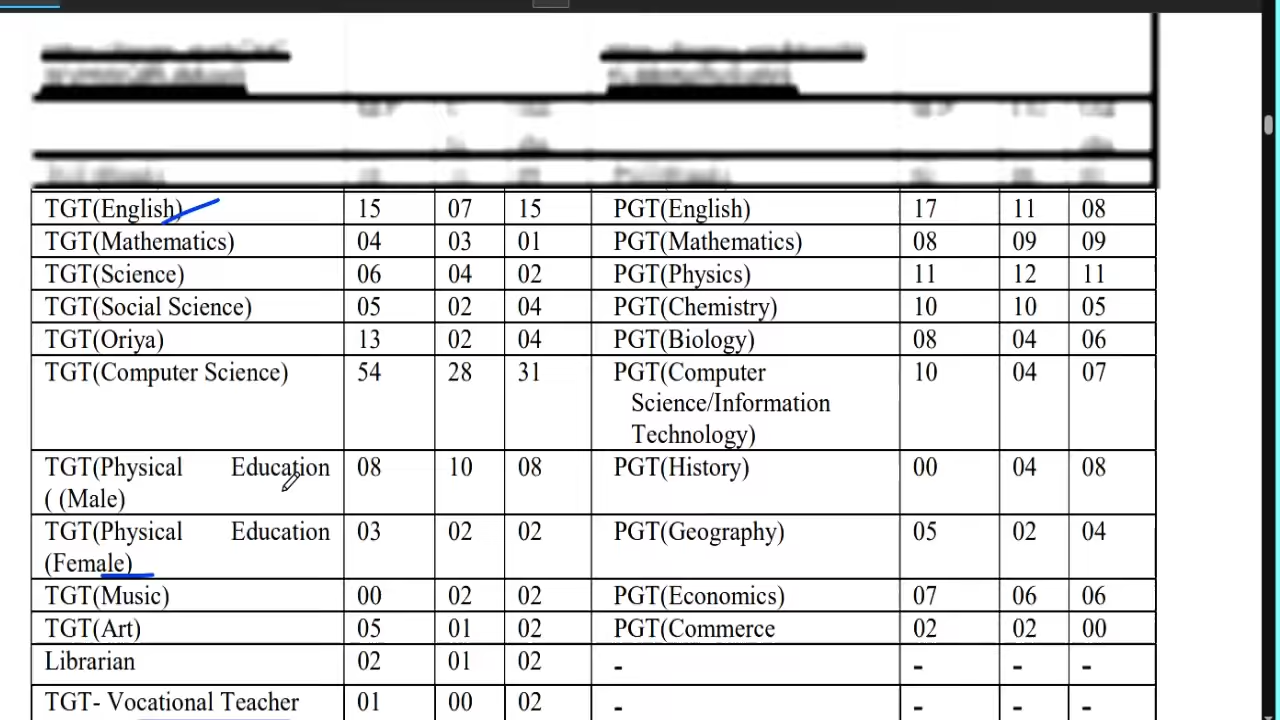 TGT(English) 15 07 15 PGT(English) 17 11 08
TGT(Mathematics) 04 03 01 PGT(Mathematics) 08 09 09
TGT(Science) 06 04 02 PGT(Physics) 11 12 11
TGT(Social Science) 05 02 04 PGT(Chemistry) 10 10 05
TGT(Oriya) 13 02 04 PGT(Biology) 08 04 06
TGT(Computer Science) 54 28 31 PGT(Computer 10 04 07
Science/Information
Technology)
TGT(Physical Education 08 10 08 PGT(History) 00 04 08
( (Male)
TGT(Physical Education 03 02 02 PGT(Geography) 05 02 04
(Female)
TGT(Music) 00 02 02 PGT(Economics) 07 06 06
TGT(Art) 05 01 02 PGT(Commerce 02 02 00
Librarian 02 01 02 - - - -
TGT- Vocational Teacher 01 00 02 - - - -